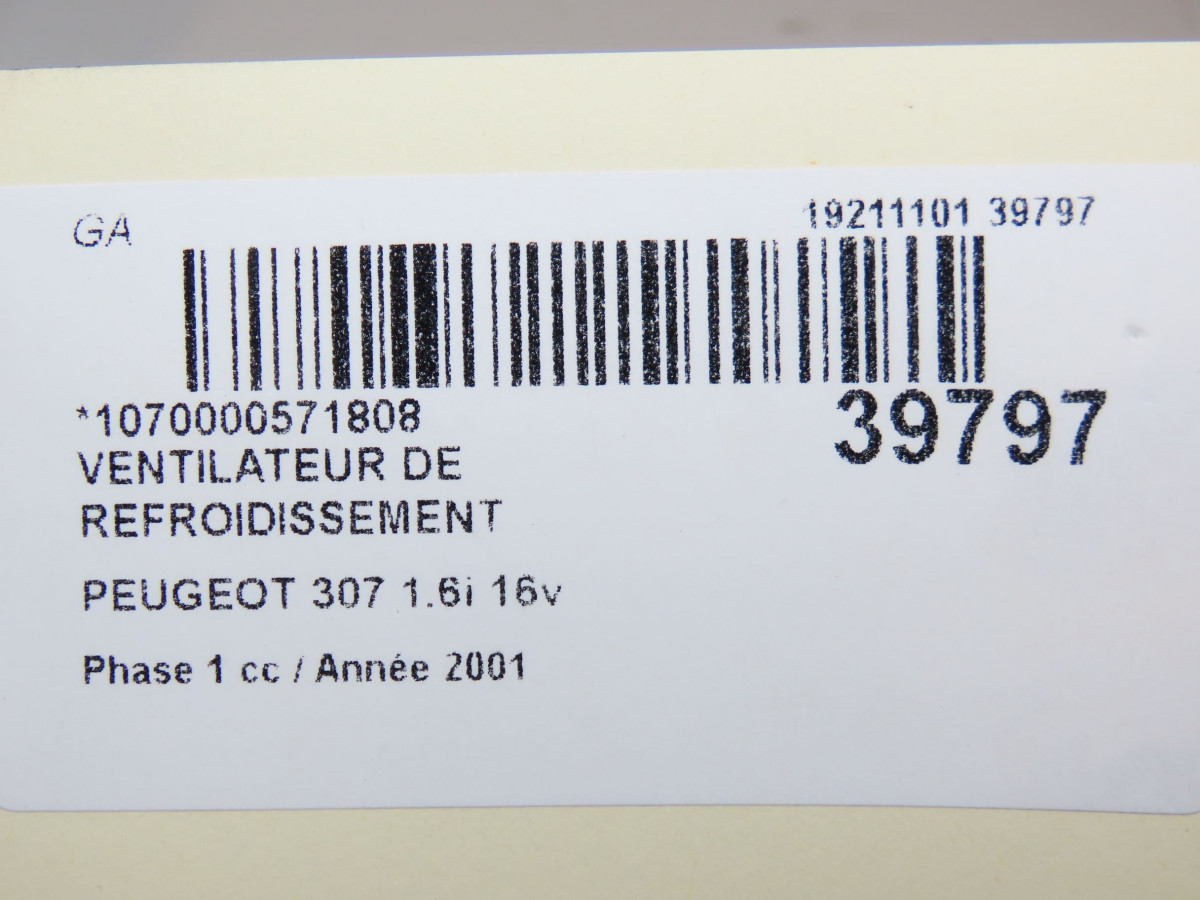 GA
19211101 39797
*1070000571808
39797
VENTILATEUR DE
REFROIDISSEMENT
PEUGEOT 307 1.6i 16v
Phase 1 cc / Année 2001